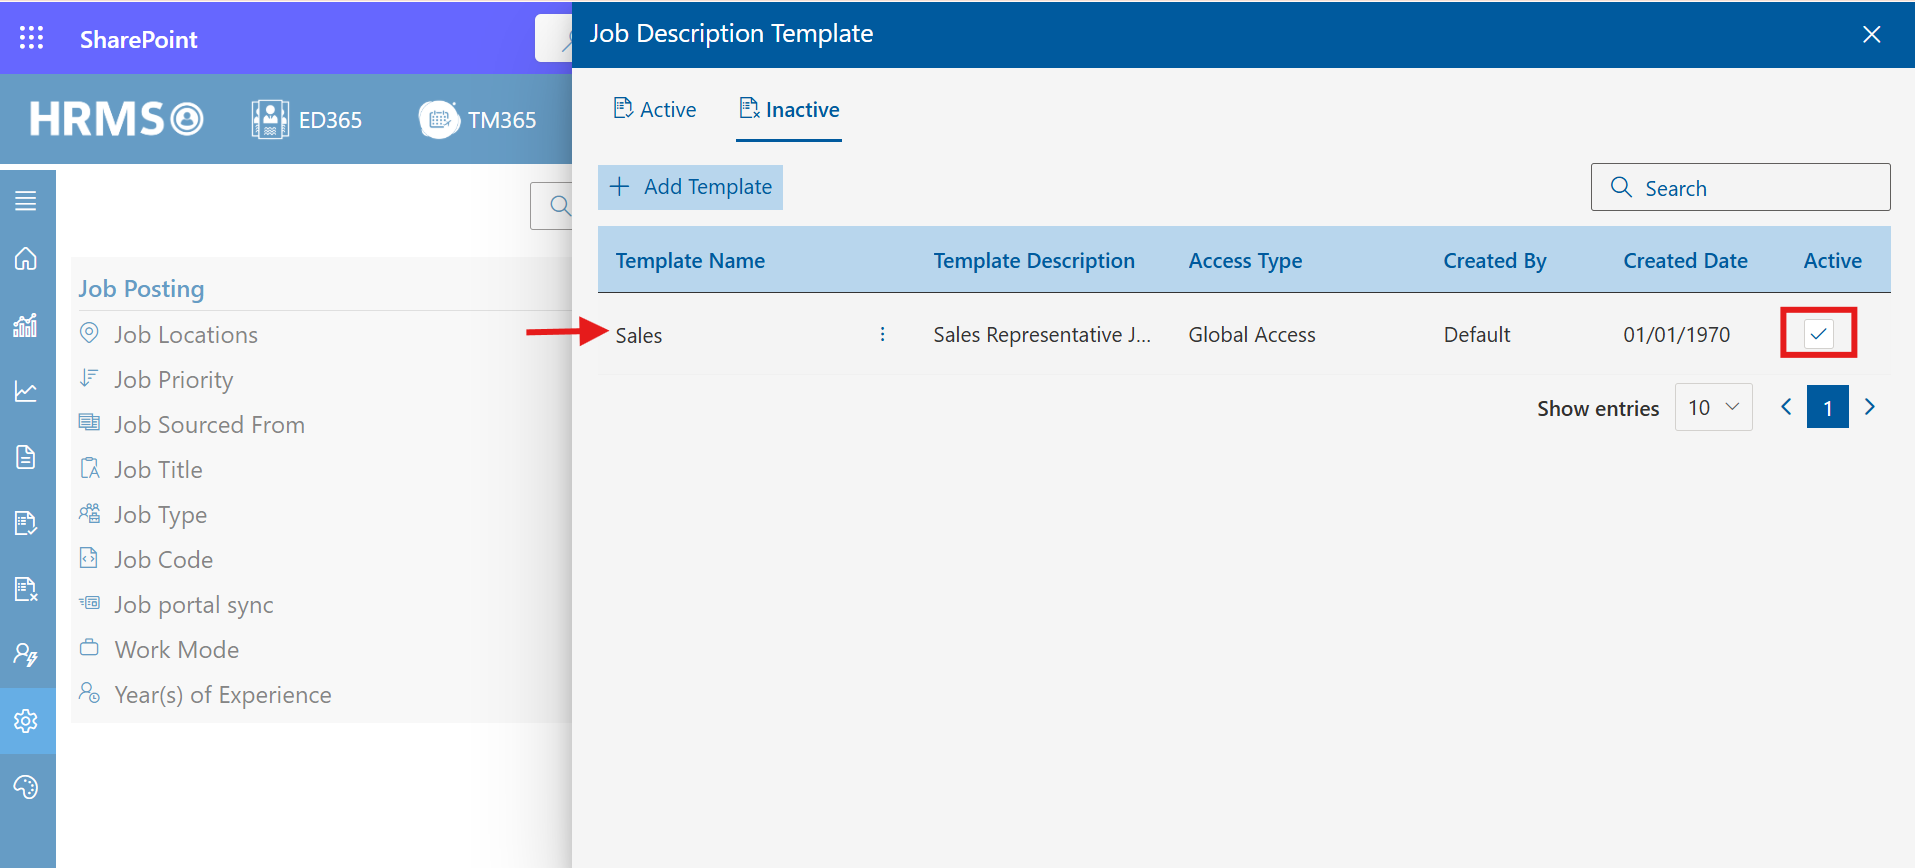 SharePoint
HRMS
ED365
TM365
Job Posting
Job Locations
Job Priority
Job Sourced From
Job Title
Job Type
Job Code
Job portal sync
Work Mode
Year(s) of Experience
Job Description Template
Active
Inactive
Add Template
Search
Template Name Template Description Access Type Created By Created Date Active
Sales Sales Representative J... Global Access Default 01/01/1970
Show entries 10 1